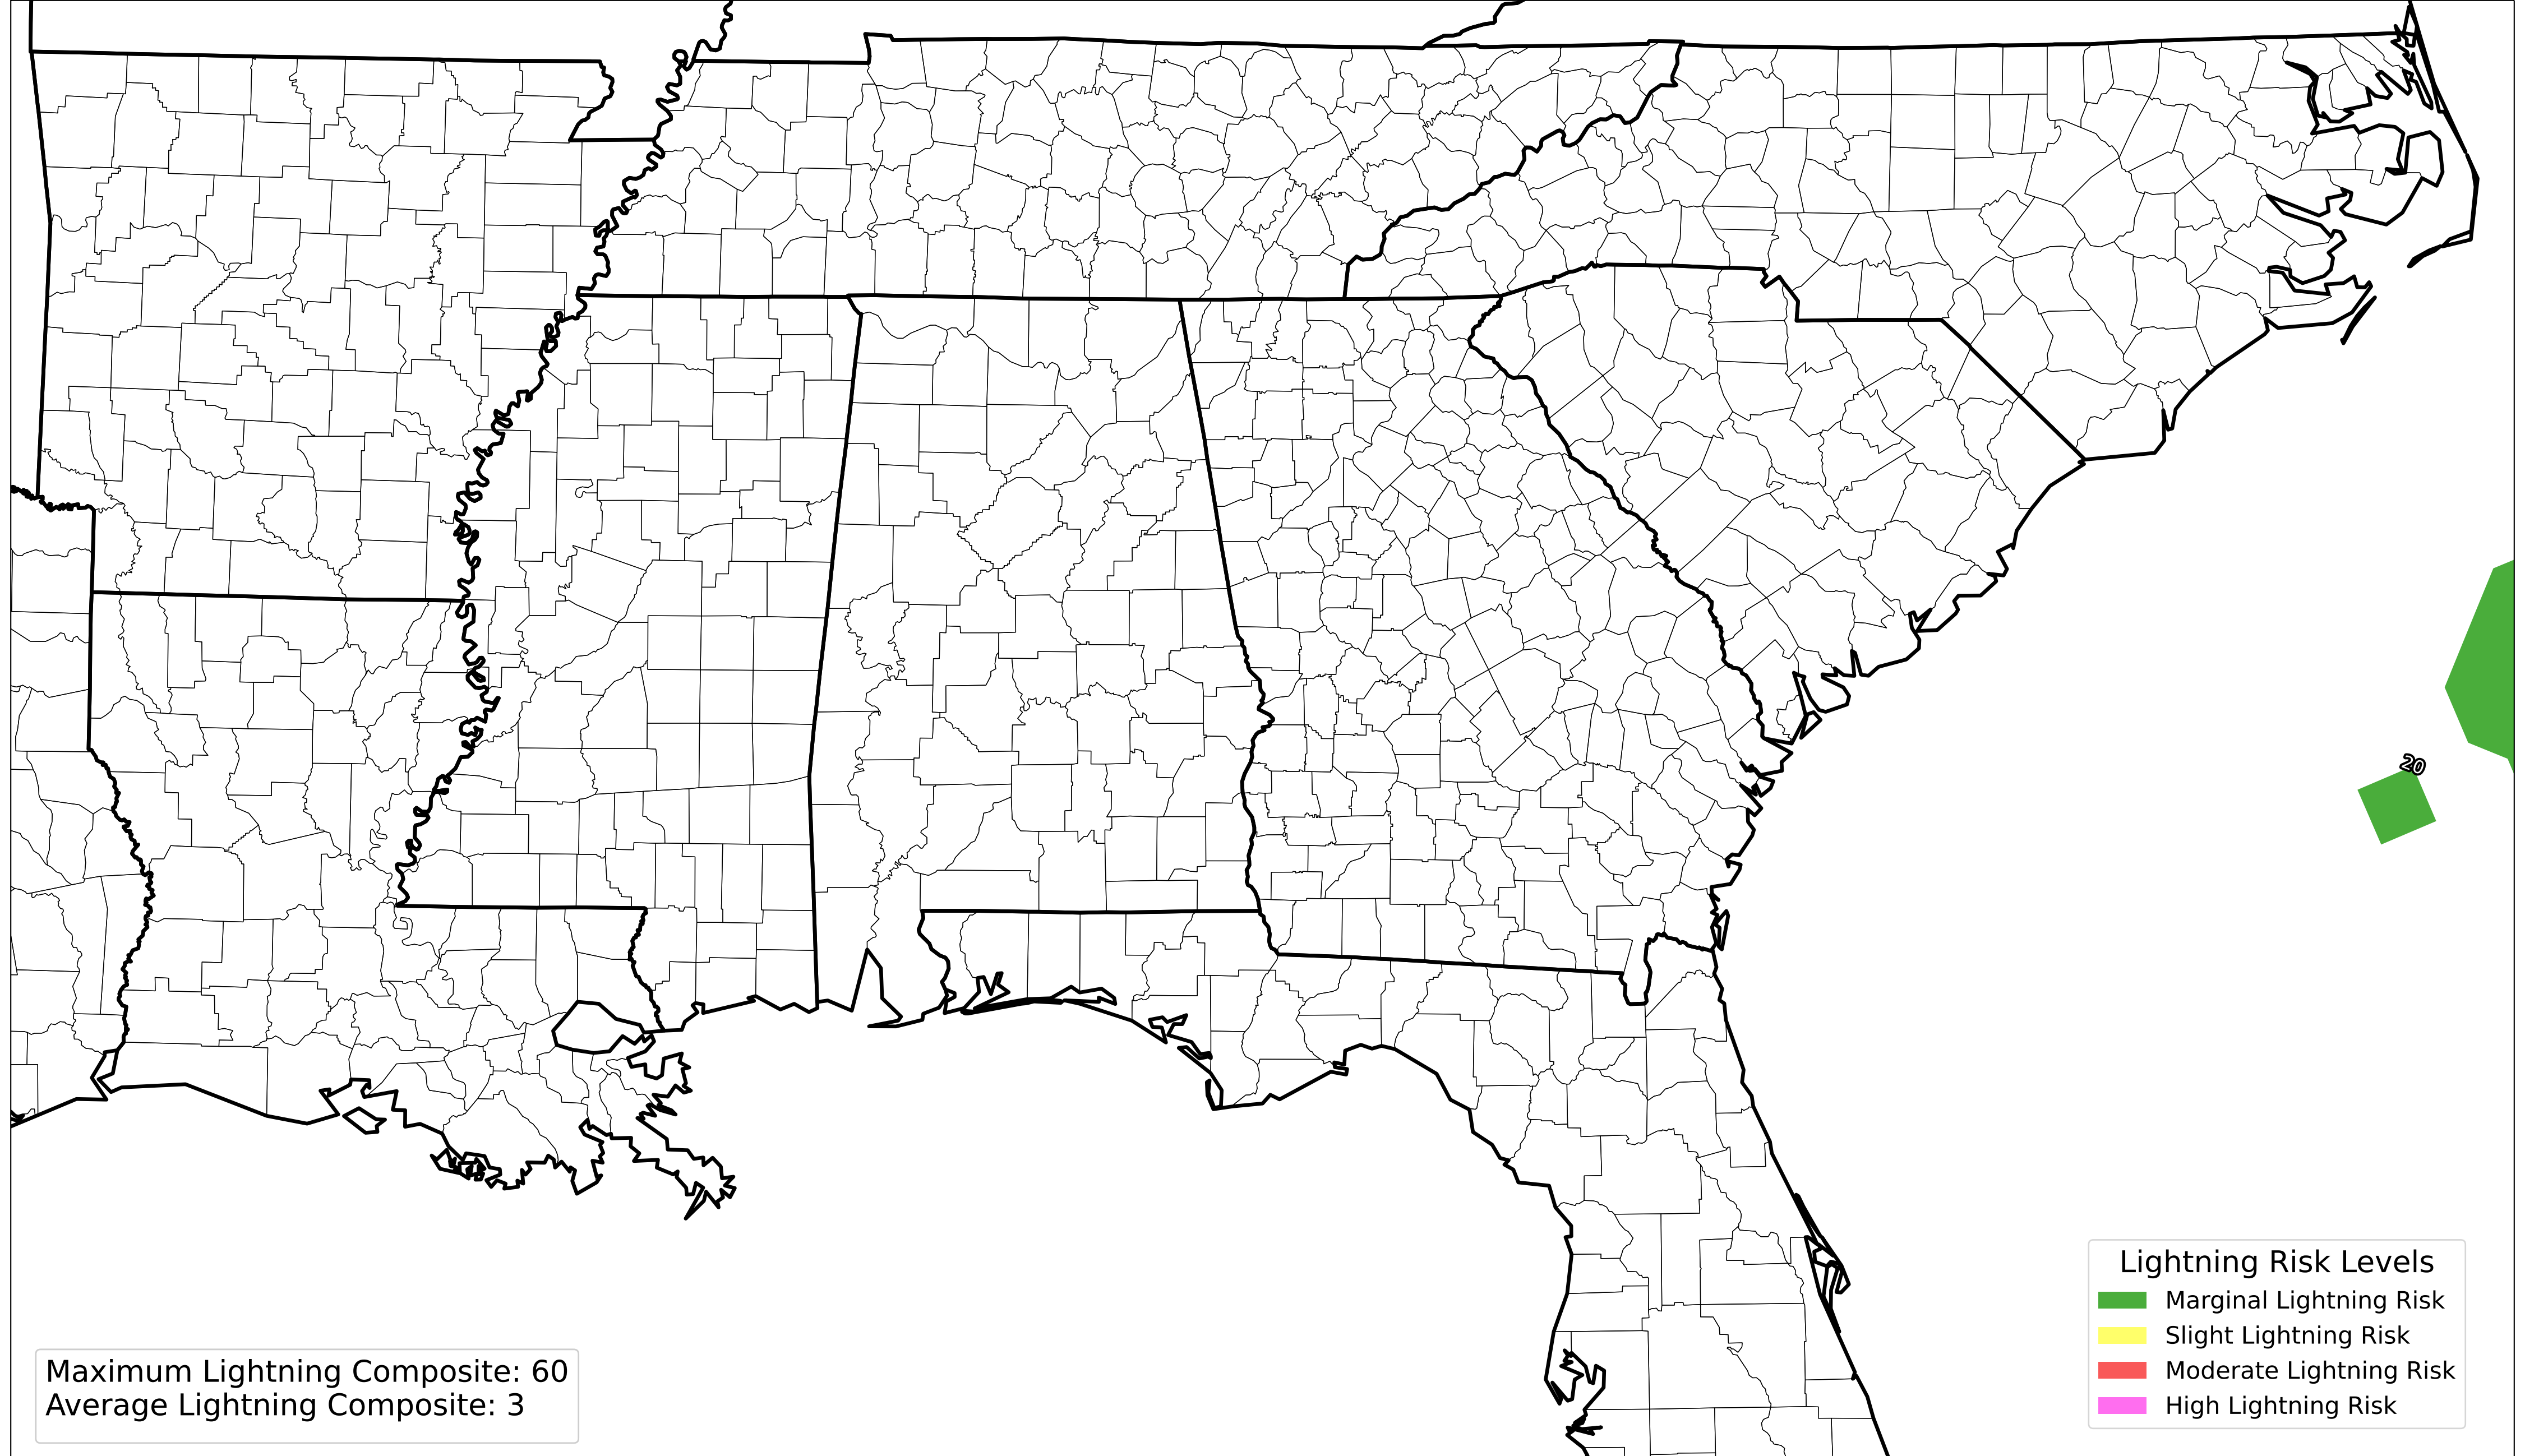 20
Lightning Risk Levels
Marginal Lightning Risk
Slight Lightning Risk
Moderate Lightning Risk
High Lightning Risk
Maximum Lightning Composite: 60
Average Lightning Composite: 3